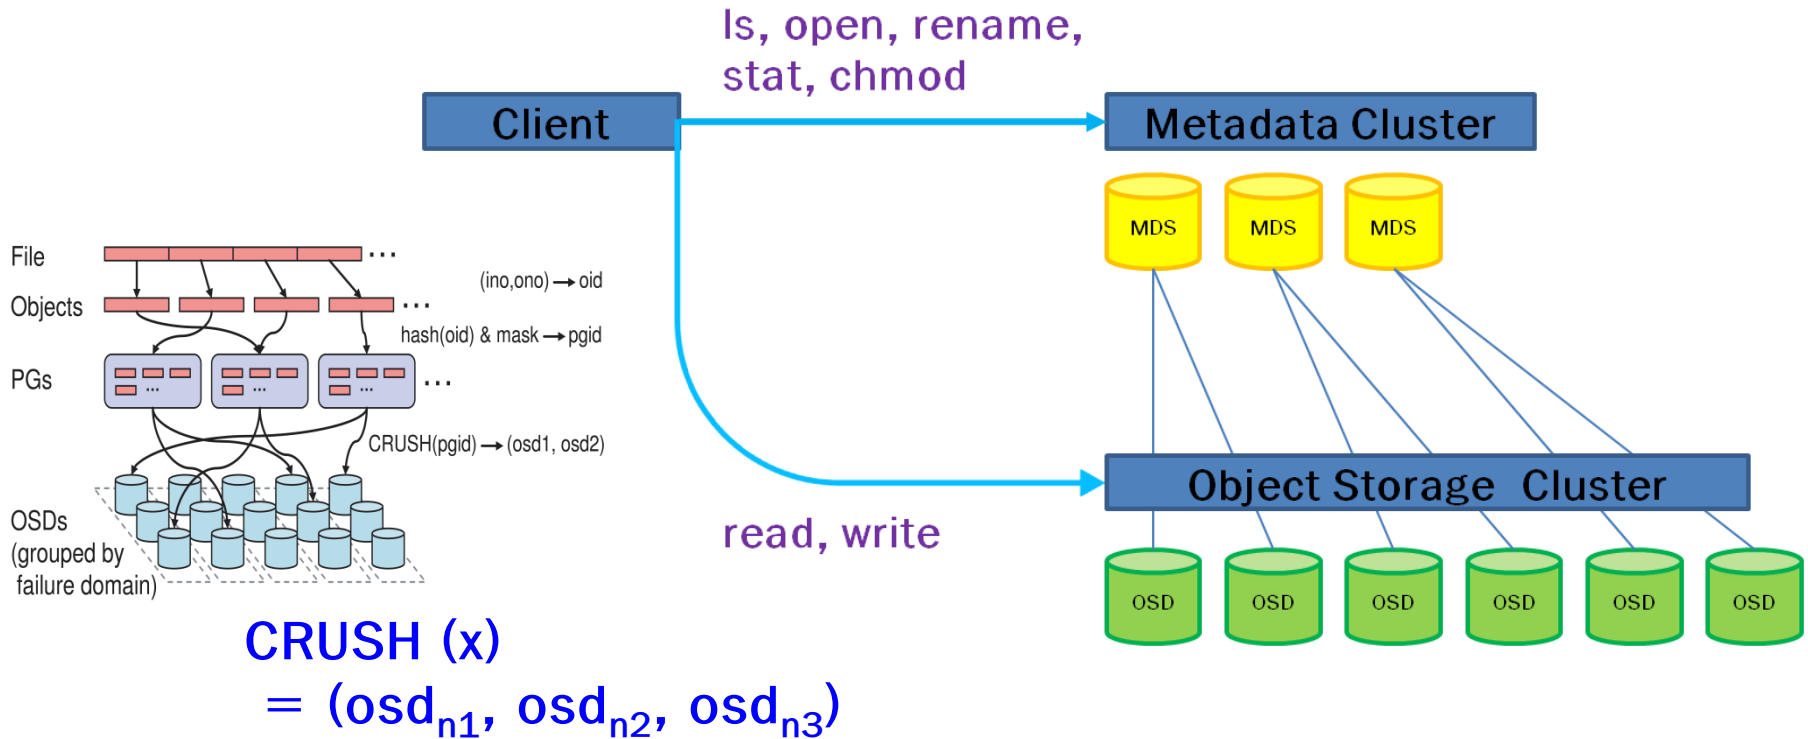 ls, open, rename,
stat, chmod
Client
Metadata Cluster
MDS
MDS
MDS
File
(ino,ono) → oid
Objects
hash(oid) & mask → pgid
PGs
CRUSH(pgid) → (osd1, osd2)
OSDs
(grouped by
failure domain)
Object Storage Cluster
read, write
OSD
OSD
OSD
OSD
OSD
OSD
CRUSH (x)
= (osdn1, osdn2, osdn3)